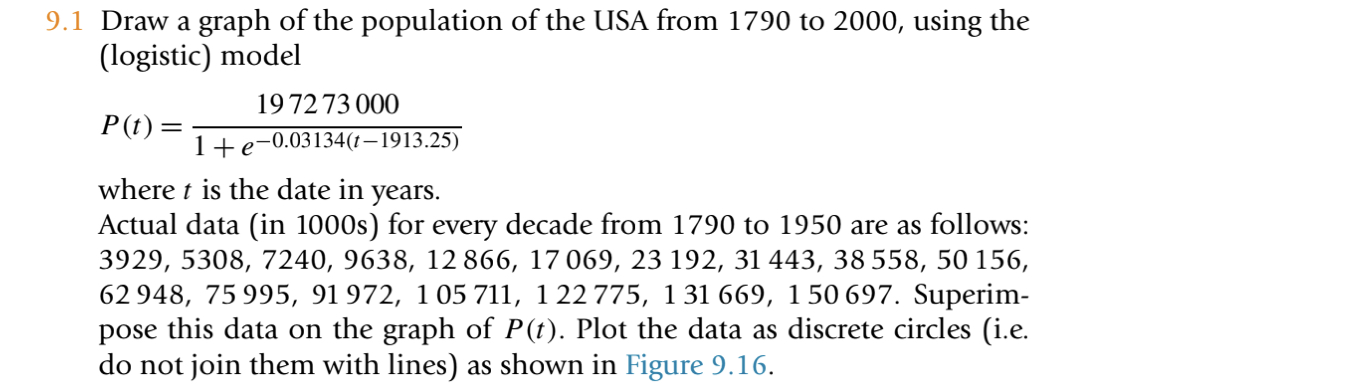 9.1 Draw a graph of the population of the USA from 1790 to 2000, using the
(logistic) model
P(t) = 19 72 73 000 / 1 + e^−0.03134(t−1913.25)
where t is the date in years.
Actual data (in 1000s) for every decade from 1790 to 1950 are as follows:
3929, 5308, 7240, 9638, 12 866, 17 069, 23 192, 31 443, 38 558, 50 156,
62 948, 75 995, 91 972, 1 05 711, 1 22 775, 1 31 669, 1 50 697. Superim-
pose this data on the graph of P(t). Plot the data as discrete circles (i.e.
do not join them with lines) as shown in Figure 9.16.